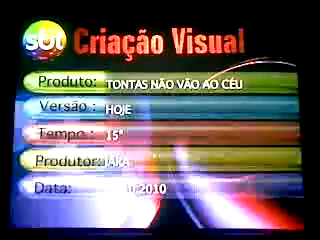 sbt Criação Visual
Produto: TONTAS NÃO VÃO AO CÉU
Versão: HOJE
Tempo: 15"
Produtor:
Data: